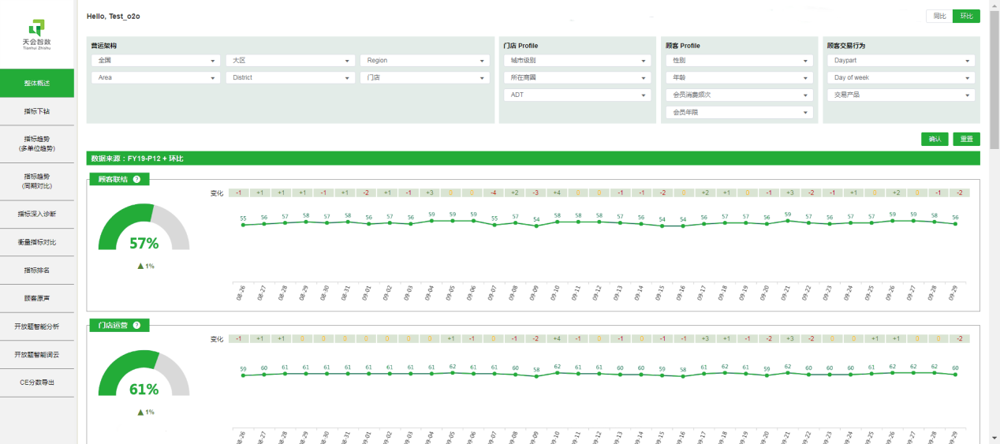 天会智数
Tianhui Zhishu
整体概述
指标下钻
指标趋势
(多单位趋势)
指标趋势
(同期对比)
指标深入诊断
衡量指标对比
指标排名
顾客原声
开放题智能分析
开放题智能词云
CE分数导出
Hello, Test_o2o
同比 环比
营运架构
全国 大区 Region
Area District 门店
门店 Profile
城市级别
所在商圈
ADT
顾客 Profile
性别
年龄
会员消费频次
会员年限
顾客交易行为
Daypart
Day of week
交易产品
确认 重置
数据来源：FY19-P12 + 环比
顾客联结 ?
变化 -1 +1 +1 +1 -1 +1 -2 +1 -1 +3 0 0 -4 +2 -3 +4 0 0 -1 -1 -2 0 +2 +1 0 -1 +3 -2 -1 +1 0 +2 0 -1 -2
55 56 57 58 57 58 56 57 56 59 59 59 55 57 54 58 58 58 57 56 54 54 56 57 57 56 59 57 56 57 57 59 59 58 56
57%
▲1%
08-26 08-27 08-28 08-29 08-30 08-31 09-01 09-02 09-03 09-04 09-05 09-06 09-07 09-08 09-09 09-10 09-11 09-12 09-13 09-14 09-15 09-16 09-17 09-18 09-19 09-20 09-21 09-22 09-23 09-24 09-25 09-26 09-27 09-28 09-29
门店运营 ?
变化 -1 +1 +1 0 0 0 0 0 0 0 +1 -1 0 -1 -2 +4 -1 0 -1 0 -1 -1 +3 +1 -1 -2 +3 -2 0 0 +1 +1 0 0 -2
59 60 61 61 61 61 61 61 61 61 62 61 61 60 58 62 61 61 60 60 59 58 61 62 61 59 62 60 60 60 61 62 62 62 60
61%
▲1%
08-26 08-27 08-28 08-29 08-30 08-31 09-01 09-02 09-03 09-04 09-05 09-06 09-07 09-08 09-09 09-10 09-11 09-12 09-13 09-14 09-15 09-16 09-17 09-18 09-19 09-20 09-21 09-22 09-23 09-24 09-25 09-26 09-27 09-28 09-29